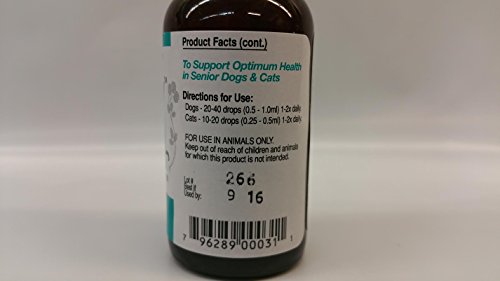 Product Facts (cont.)
To Support Optimum Health
in Senior Dogs & Cats
Directions for Use:
Dogs - 20-40 drops (0.5 - 1.0ml) 1-2x daily.
Cats - 10-20 drops (0.25 - 0.5ml) 1-2x daily.
FOR USE IN ANIMALS ONLY.
Keep out of reach of children and animals
for which this product is not intended.
Lot # 266
Best if
Used by: 9 16
7 96289 00031 1